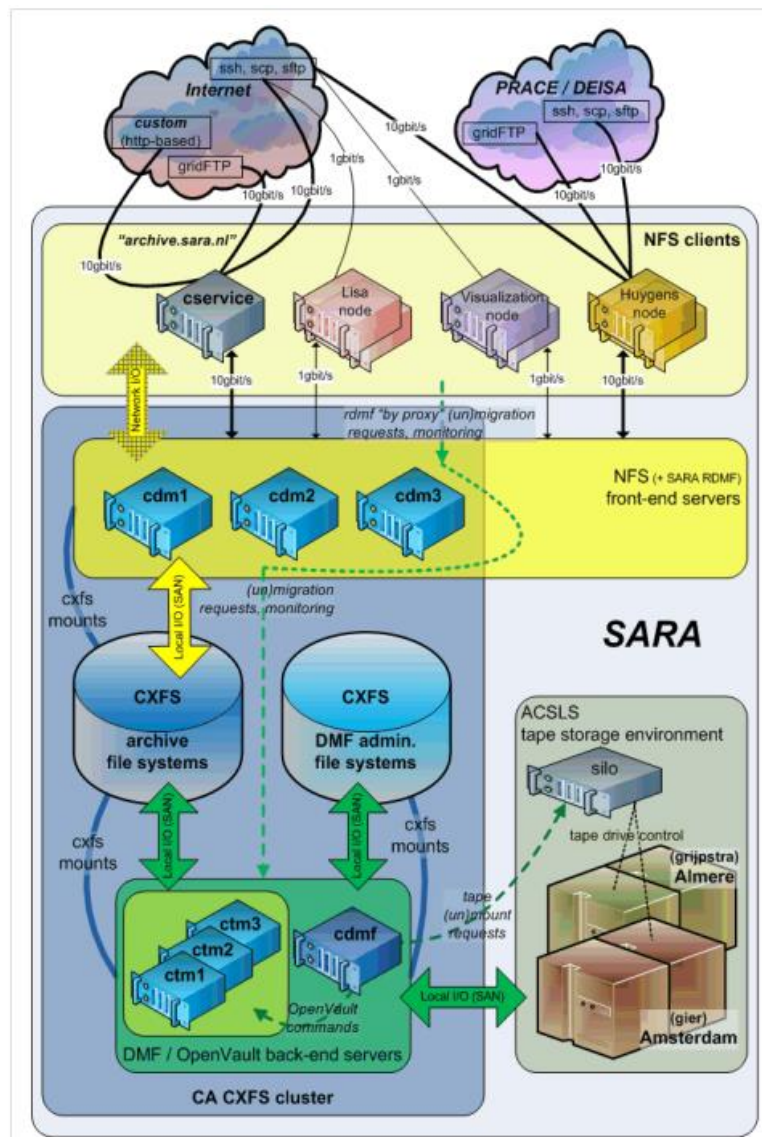 ssh, scp, sftp
Internet
custom
(http-based)
gridFTP
PRACE / DEISA
ssh, scp, sftp
gridFTP
10gbit/s
1gbit/s
10gbit/s
10gbit/s
1gbit/s
10gbit/s
10gbit/s
10gbit/s
"archive.sara.nl"
NFS clients
cservice
Lisa
node
Visualization
node
Huygens
node
10gbit/s
1gbit/s
1gbit/s
10gbit/s
Network I/O
rdmf "by proxy" (un)migration
requests, monitoring
cdm1
cdm2
cdm3
NFS (+ SARA RDMF)
front-end servers
cxfs
mounts
Local I/O (SAN)
(un)migration
requests, monitoring
SARA
CXFS
archive
file systems
CXFS
DMF admin.
file systems
ACSLS
tape storage environment
silo
tape drive control
cxfs
mounts
Local I/O (SAN)
Local I/O (SAN)
cxfs
mounts
(grijpstra)
Almere
tape
(un)mount
requests
ctm3
ctm2
ctm1
cdmf
OpenVault
commands
Local I/O (SAN)
(gier)
Amsterdam
DMF / OpenVault back-end servers
CA CXFS cluster